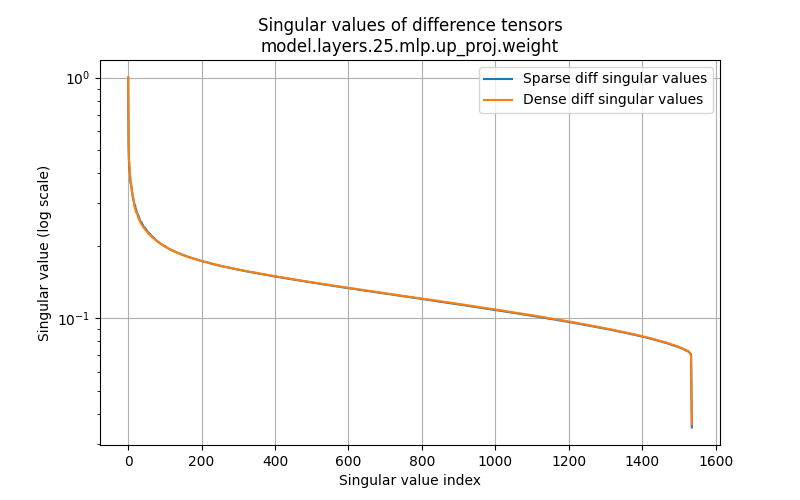 Singular values of difference tensors
model.layers.25.mlp.up_proj.weight
Sparse diff singular values
Dense diff singular values
Singular value (log scale)
10⁰
10⁻¹
0 200 400 600 800 1000 1200 1400 1600
Singular value index